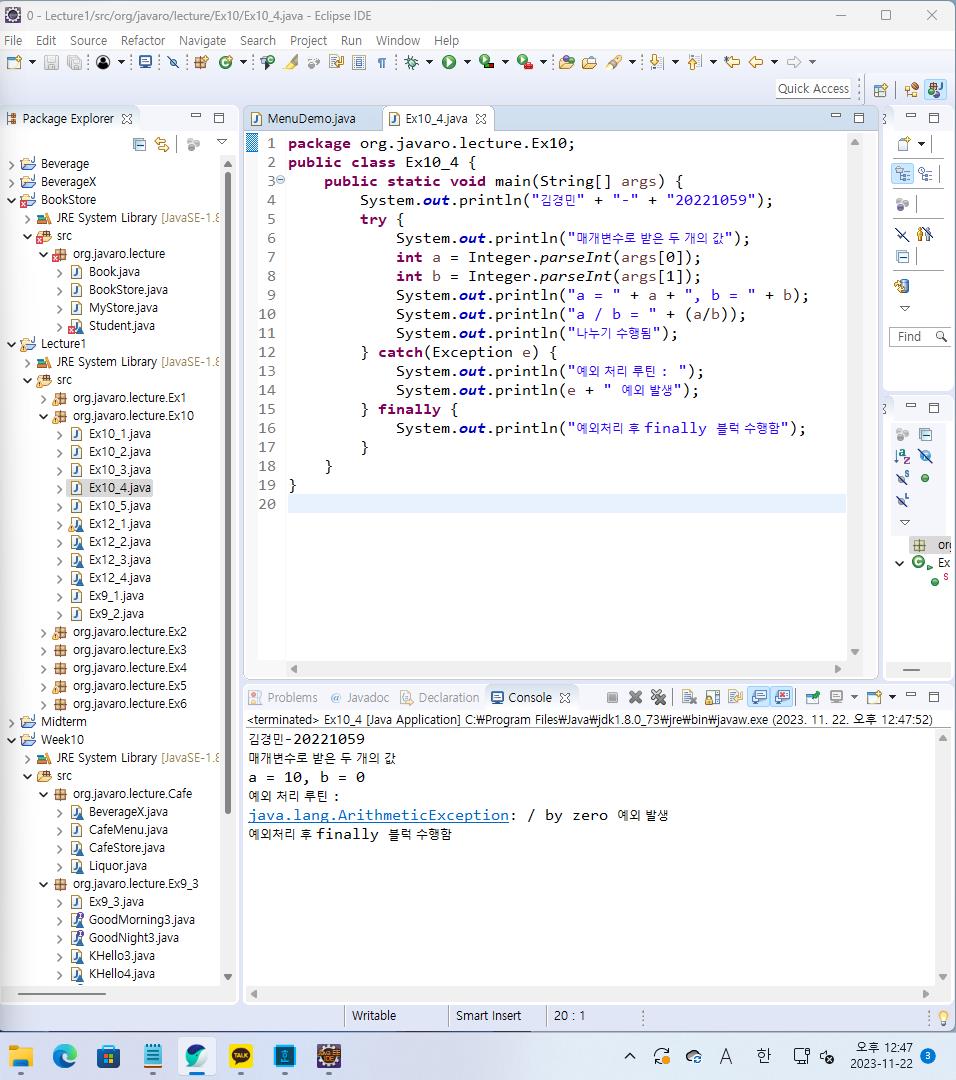 0 - Lecture1/src/org/javaro/lecture/Ex10/Ex10_4.java - Eclipse IDE
File Edit Source Refactor Navigate Search Project Run Window Help
Quick Access
Package Explorer
Beverage
BeverageX
BookStore
JRE System Library [JavaSE-1.8
src
org.javaro.lecture
Book.java
BookStore.java
MyStore.java
Student.java
Lecture1
JRE System Library [JavaSE-1.8
src
org.javaro.lecture.Ex1
org.javaro.lecture.Ex10
Ex10_1.java
Ex10_2.java
Ex10_3.java
Ex10_4.java
Ex10_5.java
Ex12_1.java
Ex12_2.java
Ex12_3.java
Ex12_4.java
Ex9_1.java
Ex9_2.java
org.javaro.lecture.Ex2
org.javaro.lecture.Ex3
org.javaro.lecture.Ex4
org.javaro.lecture.Ex5
org.javaro.lecture.Ex6
Midterm
Week10
JRE System Library [JavaSE-1.8
src
org.javaro.lecture.Cafe
BeverageX.java
CafeMenu.java
CafeStore.java
Liquor.java
org.javaro.lecture.Ex9_3
Ex9_3.java
GoodMorning3.java
GoodNight3.java
KHello3.java
KHello4.java
MenuDemo.java Ex10_4.java
1 package org.javaro.lecture.Ex10;
2 public class Ex10_4 {
3 public static void main(String[] args) {
4 System.out.println("김경민" + "-" + "20221059");
5 try {
6 System.out.println("매개변수로 받은 두 개의 값");
7 int a = Integer.parseInt(args[0]);
8 int b = Integer.parseInt(args[1]);
9 System.out.println("a = " + a + ", b = " + b);
10 System.out.println("a / b = " + (a/b));
11 System.out.println("나누기 수행됨");
12 } catch(Exception e) {
13 System.out.println("예외 처리 루틴 : ");
14 System.out.println(e + " 예외 발생");
15 } finally {
16 System.out.println("예외처리 후 finally 블럭 수행함");
17 }
18 }
19 }
20
Find
org
Ex
Problems Javadoc Declaration Console
<terminated> Ex10_4 [Java Application] C:₩Program Files₩Java₩jdk1.8.0_73₩jre₩bin₩javaw.exe (2023. 11. 22. 오후 12:47:52)
김경민-20221059
매개변수로 받은 두 개의 값
a = 10, b = 0
예외 처리 루틴 :
java.lang.ArithmeticException: / by zero 예외 발생
예외처리 후 finally 블럭 수행함
Writable Smart Insert 20 : 1
TALK
A 한 오후 12:47
2023-11-22 3